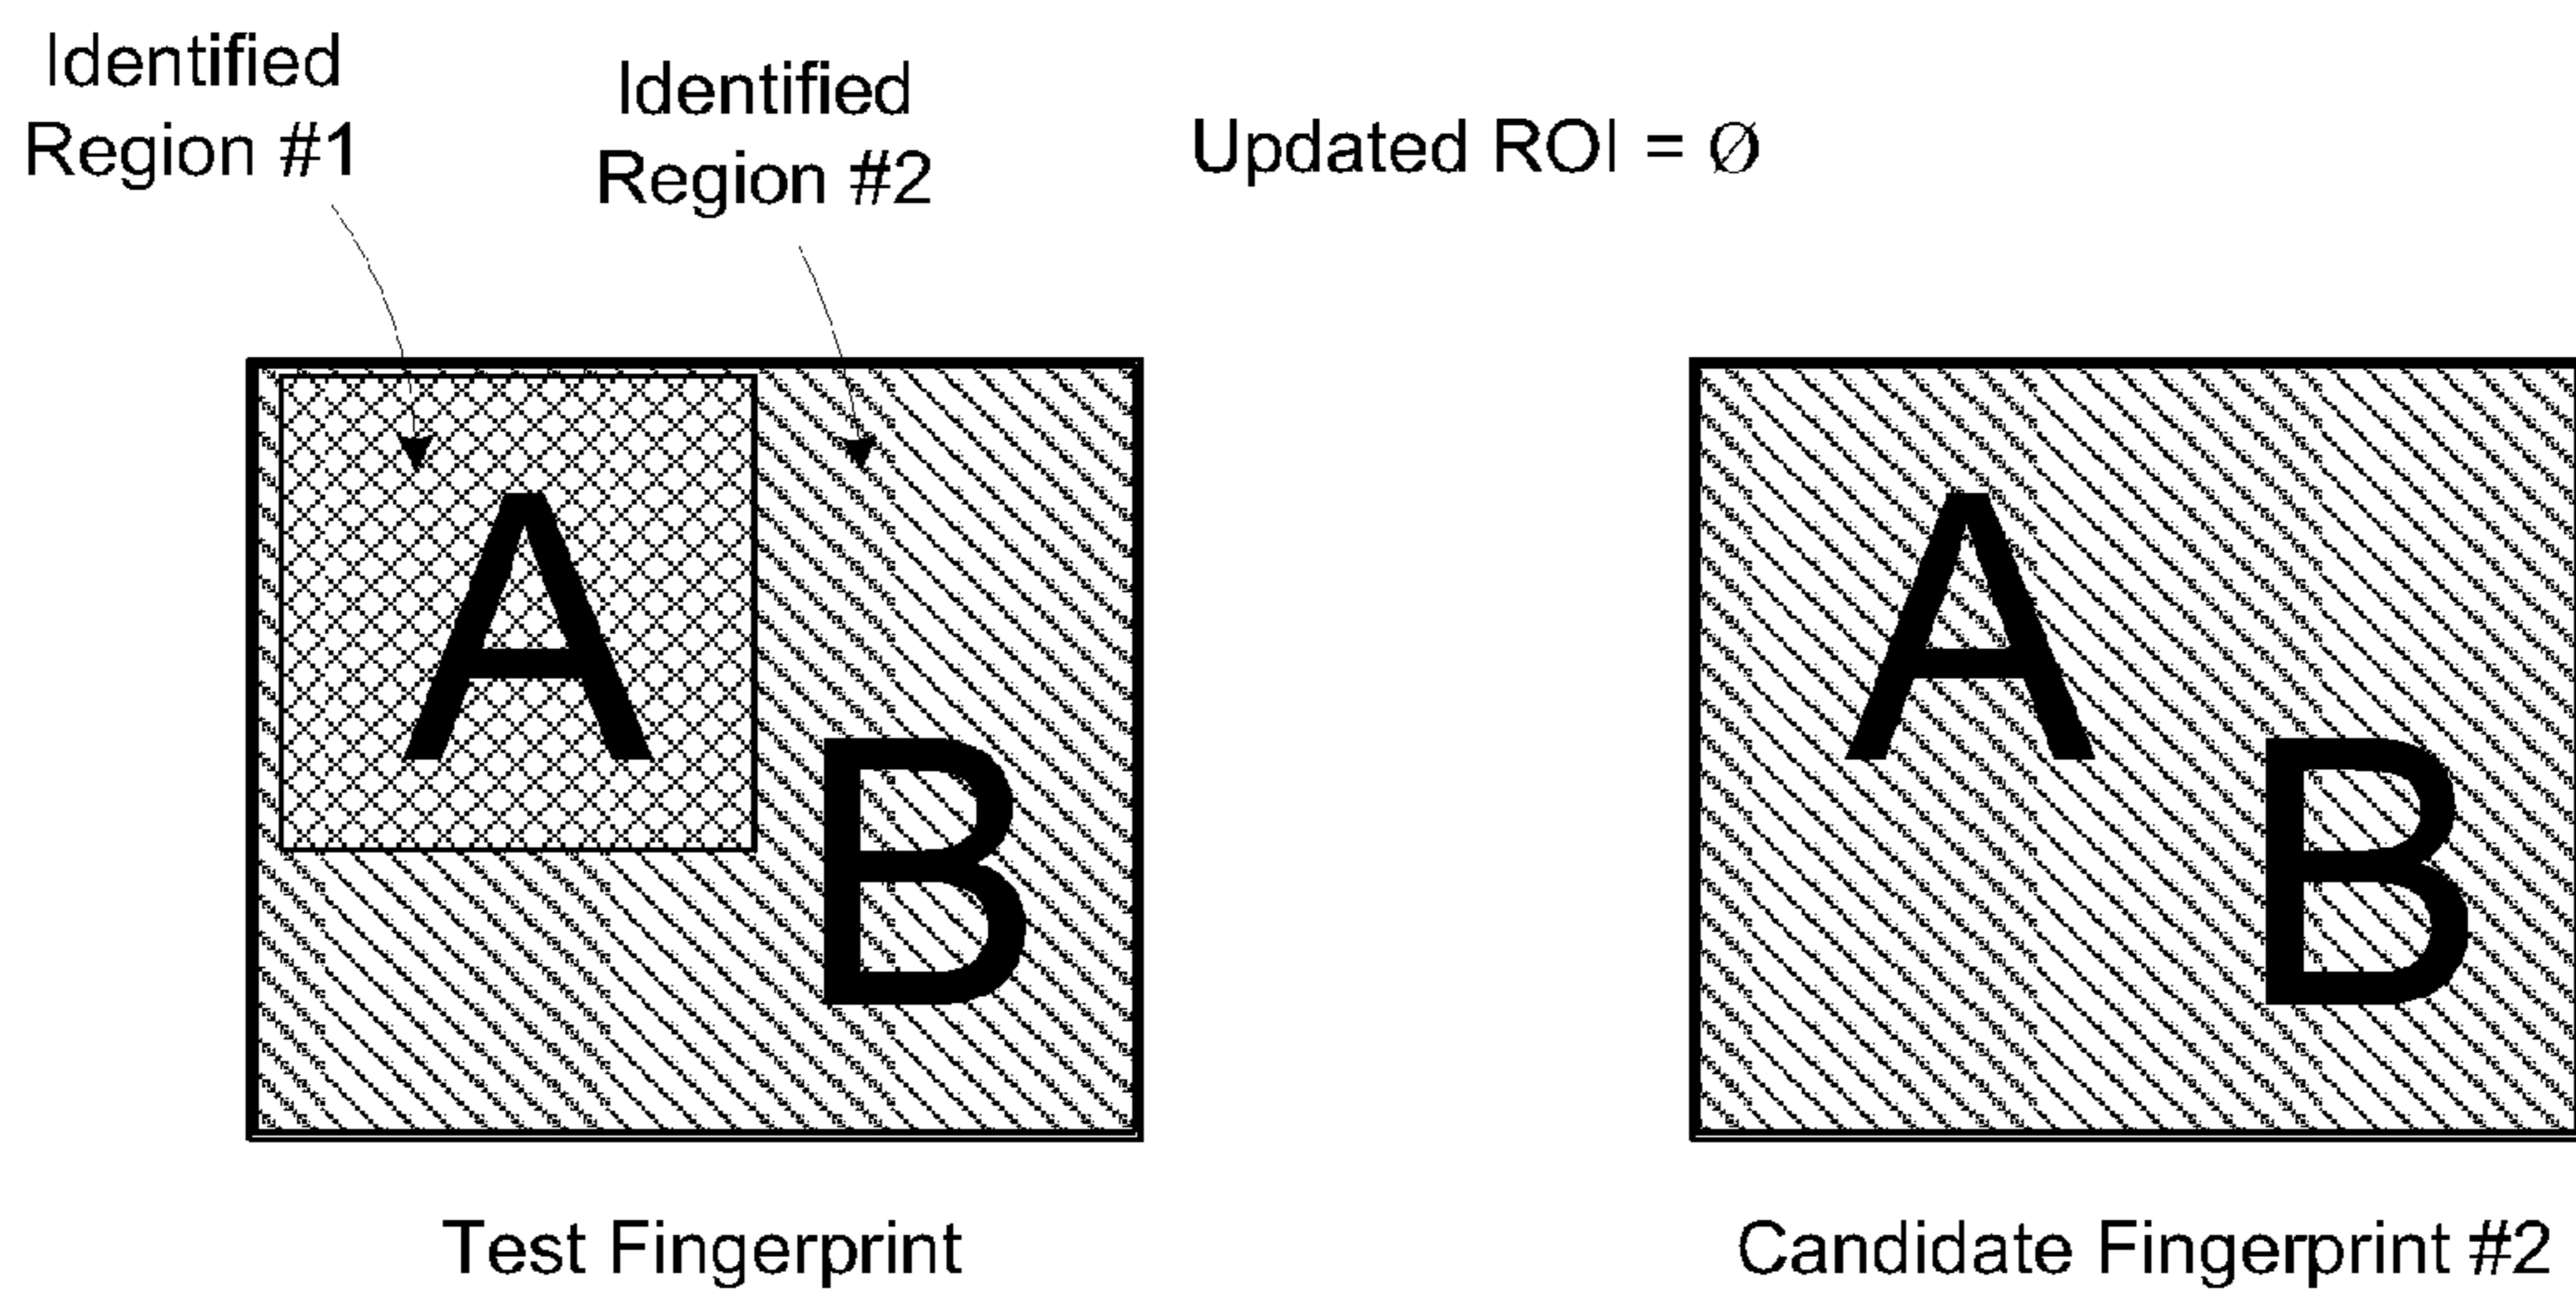 Identified
Region #1
Identified
Region #2
Updated ROI = Ø
A
B
A
B
Test Fingerprint
Candidate Fingerprint #2